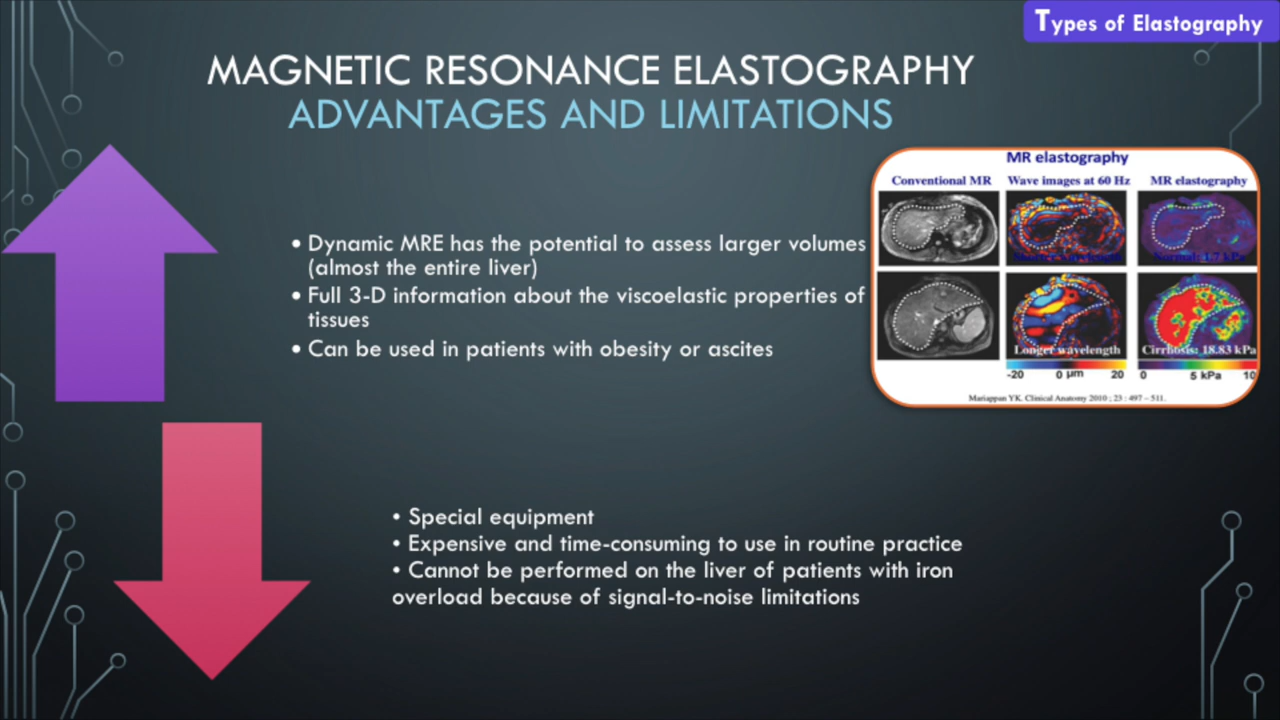 Types of Elastography
MAGNETIC RESONANCE ELASTOGRAPHY
ADVANTAGES AND LIMITATIONS
• Dynamic MRE has the potential to assess larger volumes
(almost the entire liver)
• Full 3-D information about the viscoelastic properties of
tissues
• Can be used in patients with obesity or ascites
MR elastography
Conventional MR Wave images at 60 Hz MR elastography
Longer wavelength Cirrhosis: 18.83 kPa
-20 0 μm 20 0 5 kPa 10
Mariappan YK. Clinical Anatomy 2010 ; 23 : 497 – 511.
• Special equipment
• Expensive and time-consuming to use in routine practice
• Cannot be performed on the liver of patients with iron
overload because of signal-to-noise limitations